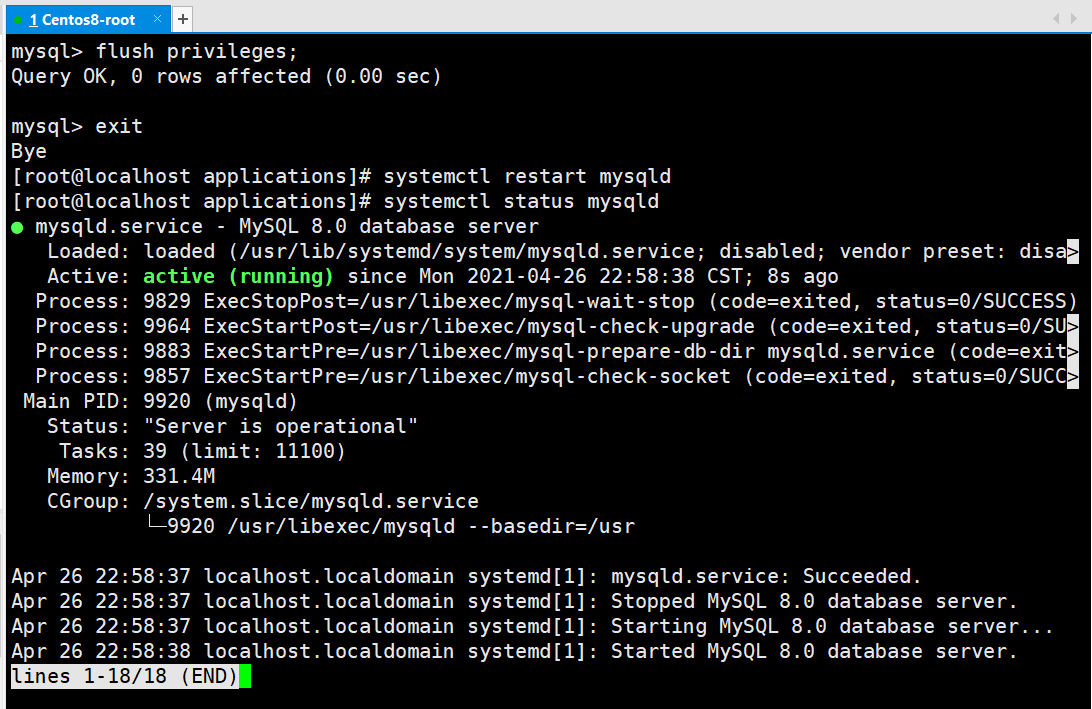 1 Centos8-root × +
mysql> flush privileges;
Query OK, 0 rows affected (0.00 sec)
mysql> exit
Bye
[root@localhost applications]# systemctl restart mysqld
[root@localhost applications]# systemctl status mysqld
● mysqld.service - MySQL 8.0 database server
   Loaded: loaded (/usr/lib/systemd/system/mysqld.service; disabled; vendor preset: disa>
   Active: active (running) since Mon 2021-04-26 22:58:38 CST; 8s ago
  Process: 9829 ExecStopPost=/usr/libexec/mysql-wait-stop (code=exited, status=0/SUCCESS)
  Process: 9964 ExecStartPost=/usr/libexec/mysql-check-upgrade (code=exited, status=0/SU>
  Process: 9883 ExecStartPre=/usr/libexec/mysql-prepare-db-dir mysqld.service (code=exit>
  Process: 9857 ExecStartPre=/usr/libexec/mysql-check-socket (code=exited, status=0/SUCC>
 Main PID: 9920 (mysqld)
   Status: "Server is operational"
    Tasks: 39 (limit: 11100)
   Memory: 331.4M
   CGroup: /system.slice/mysqld.service
           └─9920 /usr/libexec/mysqld --basedir=/usr
Apr 26 22:58:37 localhost.localdomain systemd[1]: mysqld.service: Succeeded.
Apr 26 22:58:37 localhost.localdomain systemd[1]: Stopped MySQL 8.0 database server.
Apr 26 22:58:37 localhost.localdomain systemd[1]: Starting MySQL 8.0 database server...
Apr 26 22:58:38 localhost.localdomain systemd[1]: Started MySQL 8.0 database server.
lines 1-18/18 (END)